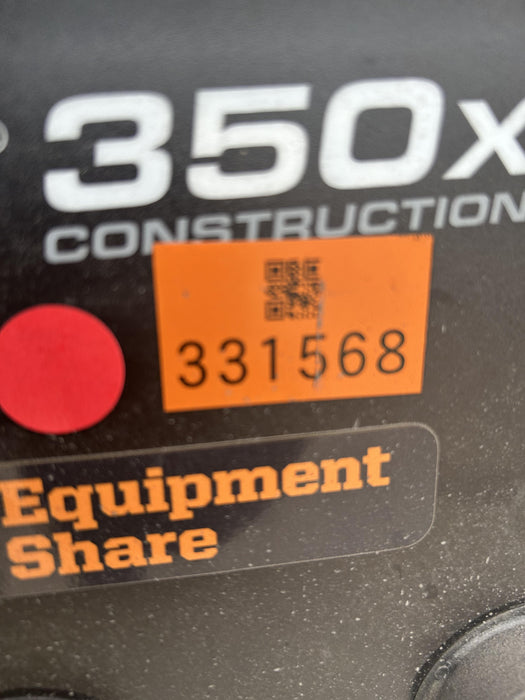 350x
CONSTRUCTION
331568
Equipment
Share